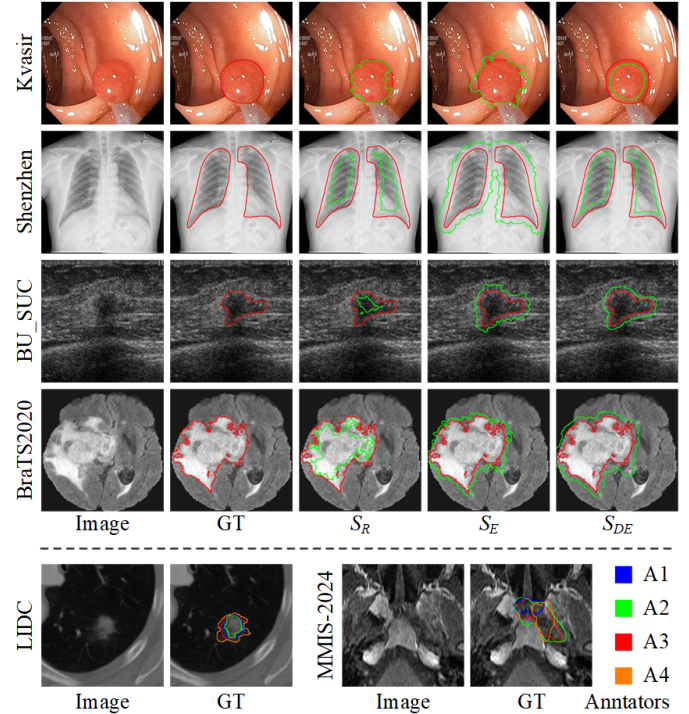 Kvasir
Shenzhen
BU_SUC
BraTS2020
Image GT S_R S_E S_DE
LIDC
MMIS-2024
A1
A2
A3
A4
Image GT Image GT Anntators